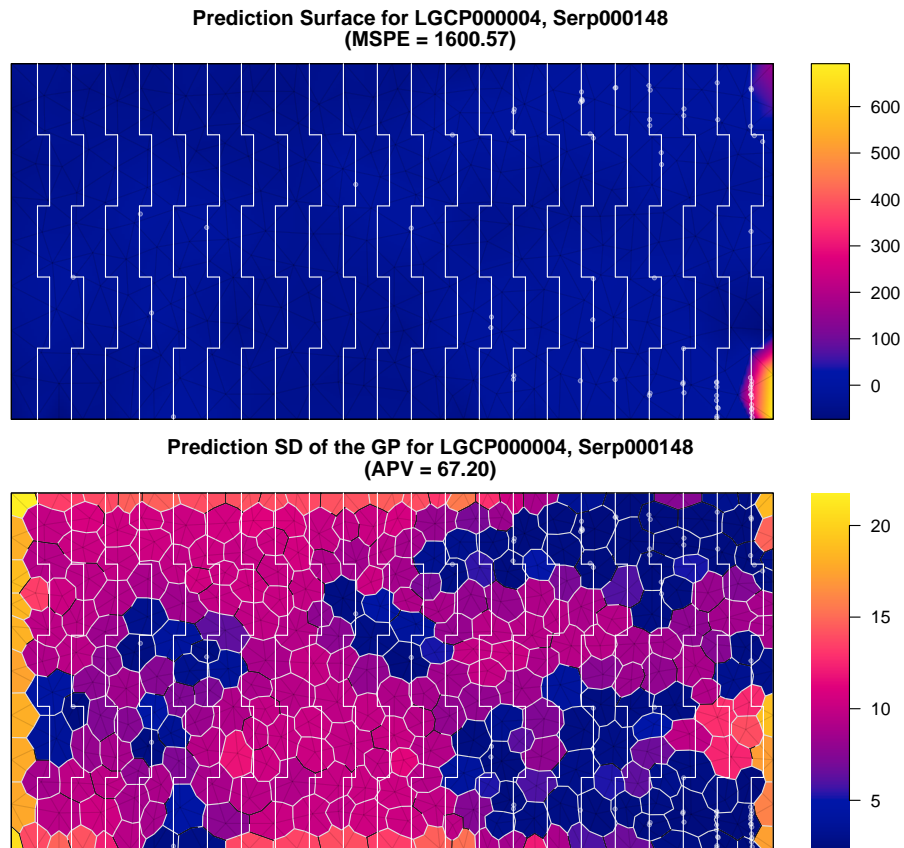 Prediction Surface for LGCP000004, Serp000148
(MSPE = 1600.57)
600
500
400
300
200
100
0
Prediction SD of the GP for LGCP000004, Serp000148
(APV = 67.20)
20
15
10
5